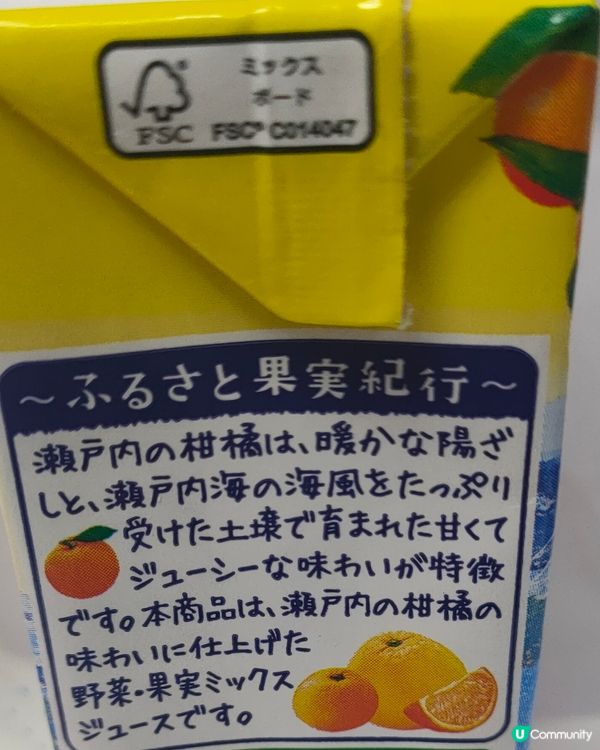 ミックス
ボード
FSC
FSC® C014047
～ふるさと果実紀行～
瀬戸内の柑橘は、暖かな陽ざ
しと、瀬戸内海の海風をたっぷり
受けた土壌で育まれた甘くて
ジューシーな味わいが特徴
です。本商品は、瀬戸内の柑橘の
味わいに仕上げた
野菜・果実ミックス
ジュースです。
U Community